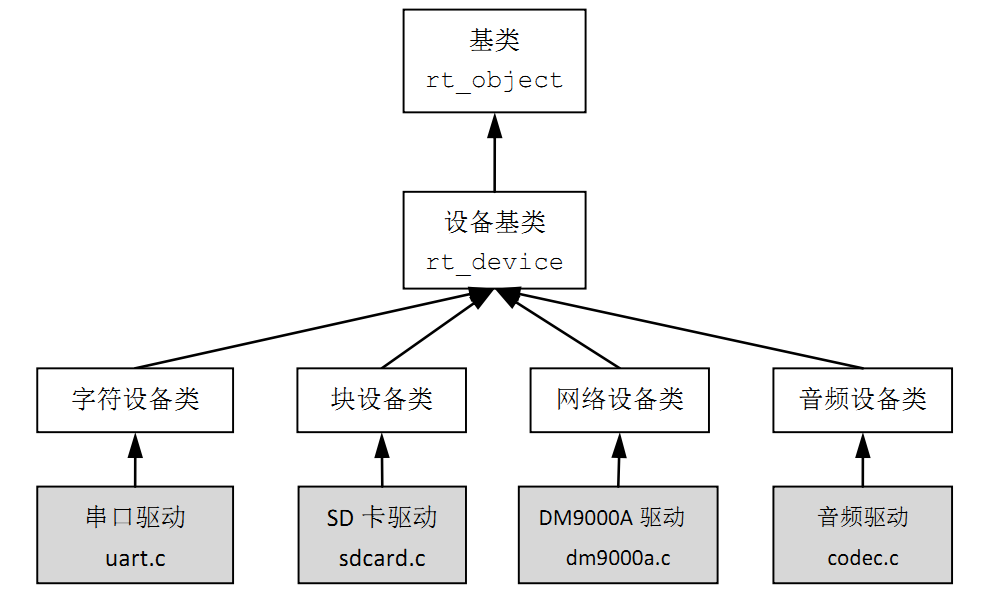 基类
rt_object
设备基类
rt_device
字符设备类
块设备类
网络设备类
音频设备类
串口驱动
uart.c
SD 卡驱动
sdcard.c
DM9000A 驱动
dm9000a.c
音频驱动
codec.c